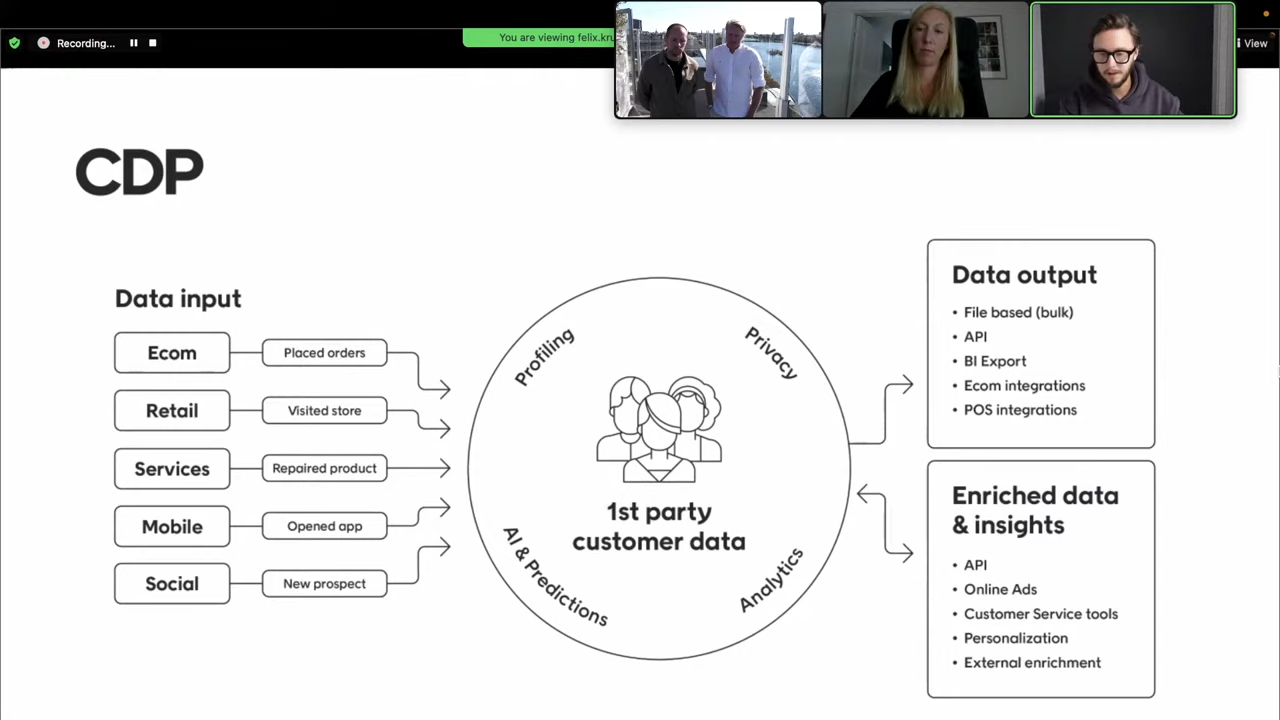 Recording...
You are viewing felix.kru
View
CDP
Data input
Ecom
Placed orders
Retail
Visited store
Services
Repaired product
Mobile
Opened app
Social
New prospect
Profiling
Privacy
AI & Predictions
Analytics
1st party
customer data
Data output
• File based (bulk)
• API
• BI Export
• Ecom integrations
• POS integrations
Enriched data
& insights
• API
• Online Ads
• Customer Service tools
• Personalization
• External enrichment